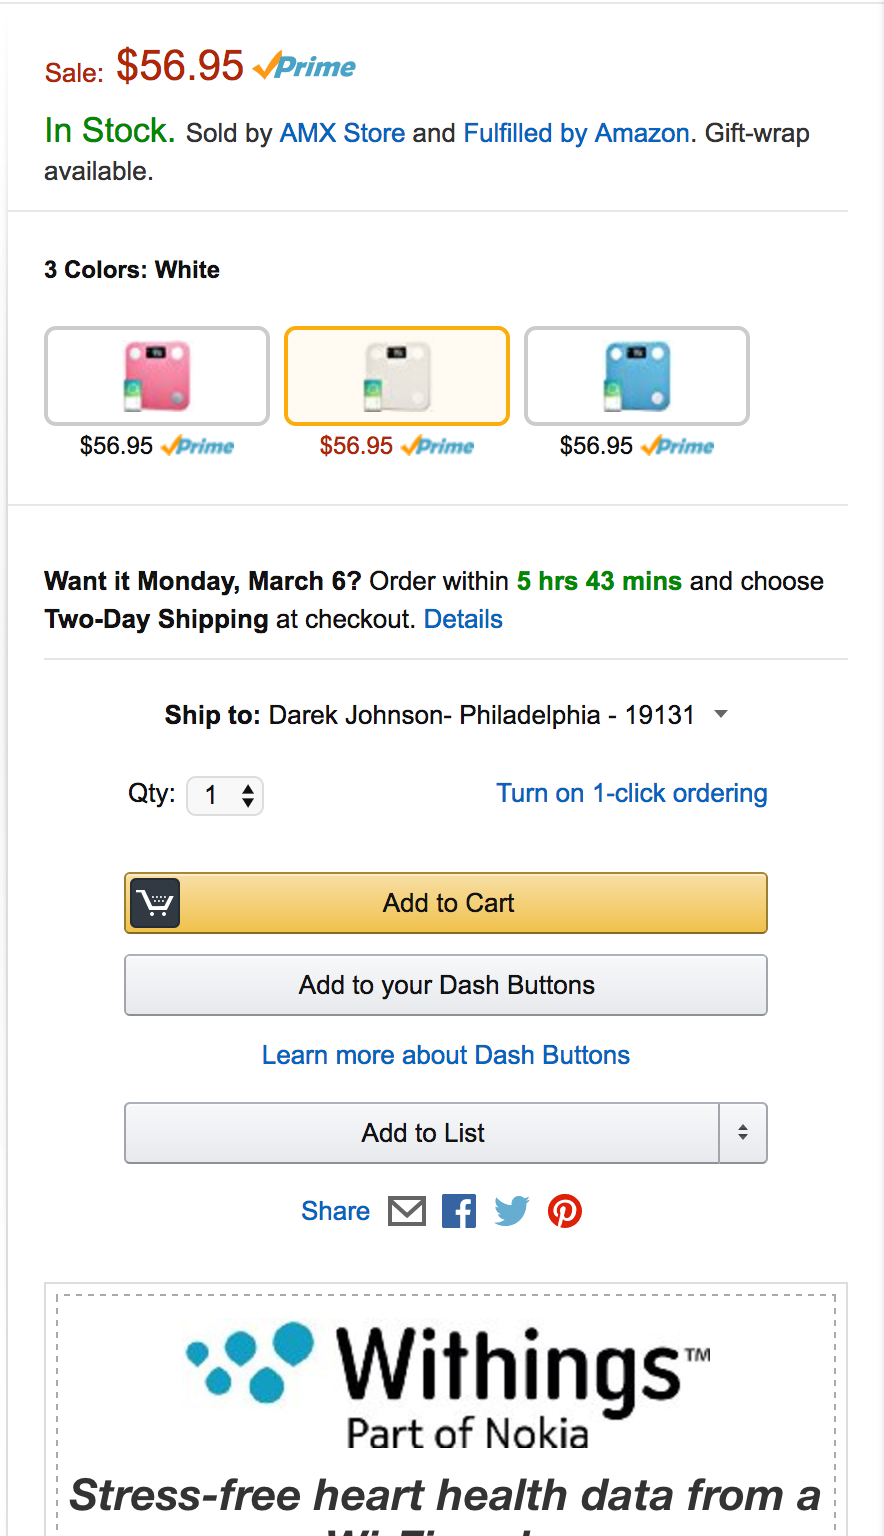 Sale: $56.95 Prime
In Stock. Sold by AMX Store and Fulfilled by Amazon. Gift-wrap
available.
3 Colors: White
$56.95 Prime $56.95 Prime $56.95 Prime
Want it Monday, March 6? Order within 5 hrs 43 mins and choose
Two-Day Shipping at checkout. Details
Ship to: Darek Johnson- Philadelphia - 19131
Qty: 1 Turn on 1-click ordering
Add to Cart
Add to your Dash Buttons
Learn more about Dash Buttons
Add to List
Share
Withings™
Part of Nokia
Stress-free heart health data from a